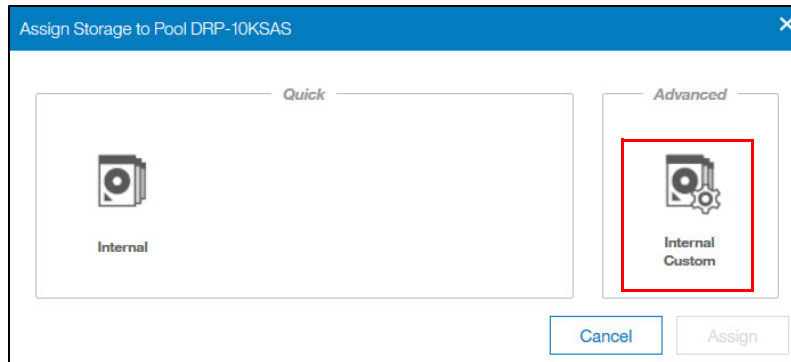 Assign Storage to Pool DRP-10KSAS
Quick
Advanced
Internal
Internal
Custom
Cancel
Assign